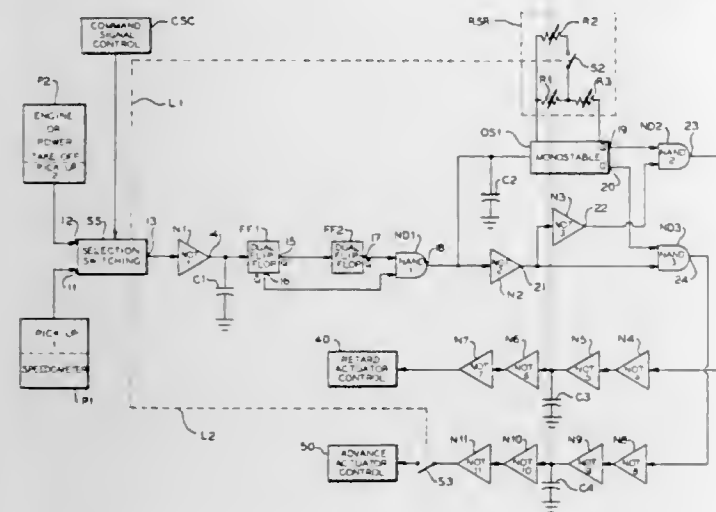 COMMAND
SIGNAL
CONTROL
CSC
RSR
R2
S2
R1
R3
P2
ENGINE
OR
POWER
TAKE OFF
PICK UP
2
L1
OS1
MONOSTABLE
19
20
ND2
NAND
2
23
C2
N3
NOT
3
22
ND3
NAND
3
24
12
SS
13
SELECTION
SWITCHING
11
N1
NOT
1
14
C1
FF1
DUAL
FLIP
FLOP
15
16
FF2
DUAL
FLIP
FLOP
17
ND1
NAND
1
18
NOT
2
N2
21
PICK UP
1
SPEEDOMETER
P1
40
RETARD
ACTUATOR
CONTROL
N7
NOT
7
N6
NOT
6
N5
NOT
5
N4
NOT
4
C3
L2
50
ADVANCE
ACTUATOR
CONTROL
S3
N11
NOT
11
N10
NOT
10
N9
NOT
9
N8
NOT
8
C4